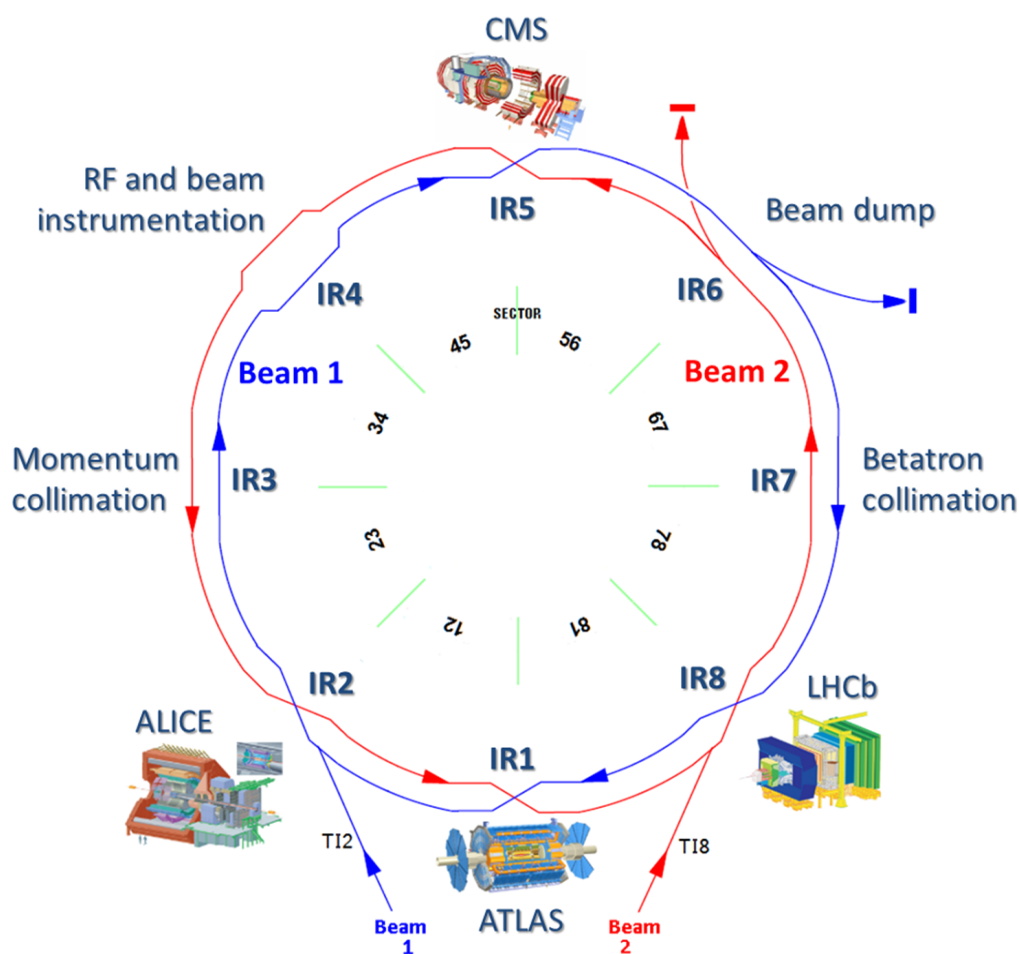 CMS
RF and beam
instrumentation
IR5
Beam dump
IR4
IR6
SECTOR
45
56
Beam 1
Beam 2
34
67
Momentum
collimation
IR3
IR7
Betatron
collimation
23
78
12
81
IR2
IR8
LHCb
ALICE
IR1
TI2
TI8
ATLAS
Beam
1
Beam
2